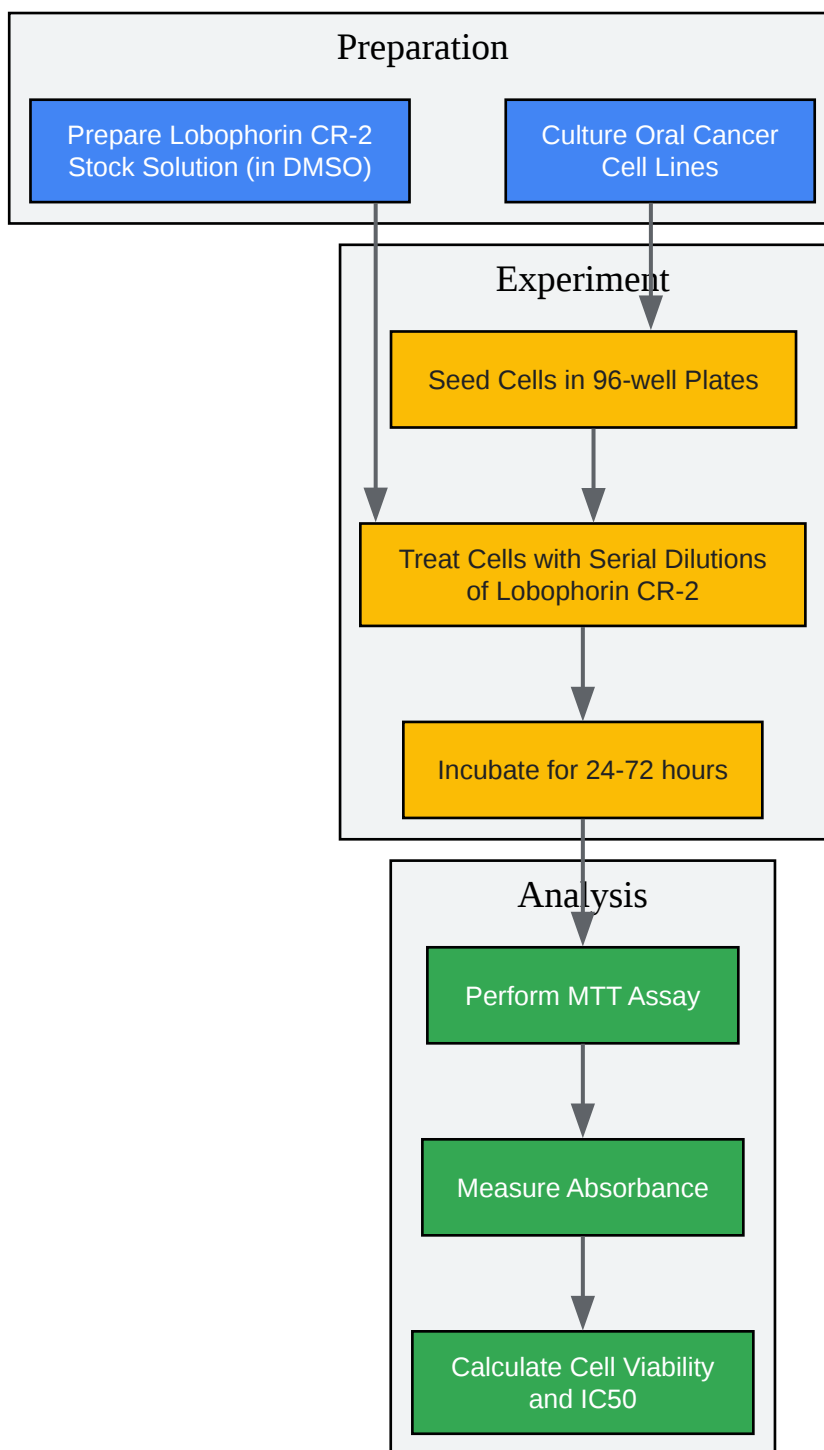 Preparation
Prepare Lobophorin CR-2
Stock Solution (in DMSO)
Culture Oral Cancer
Cell Lines
Experiment
Seed Cells in 96-well Plates
Treat Cells with Serial Dilutions
of Lobophorin CR-2
Incubate for 24-72 hours
Analysis
Perform MTT Assay
Measure Absorbance
Calculate Cell Viability
and IC50